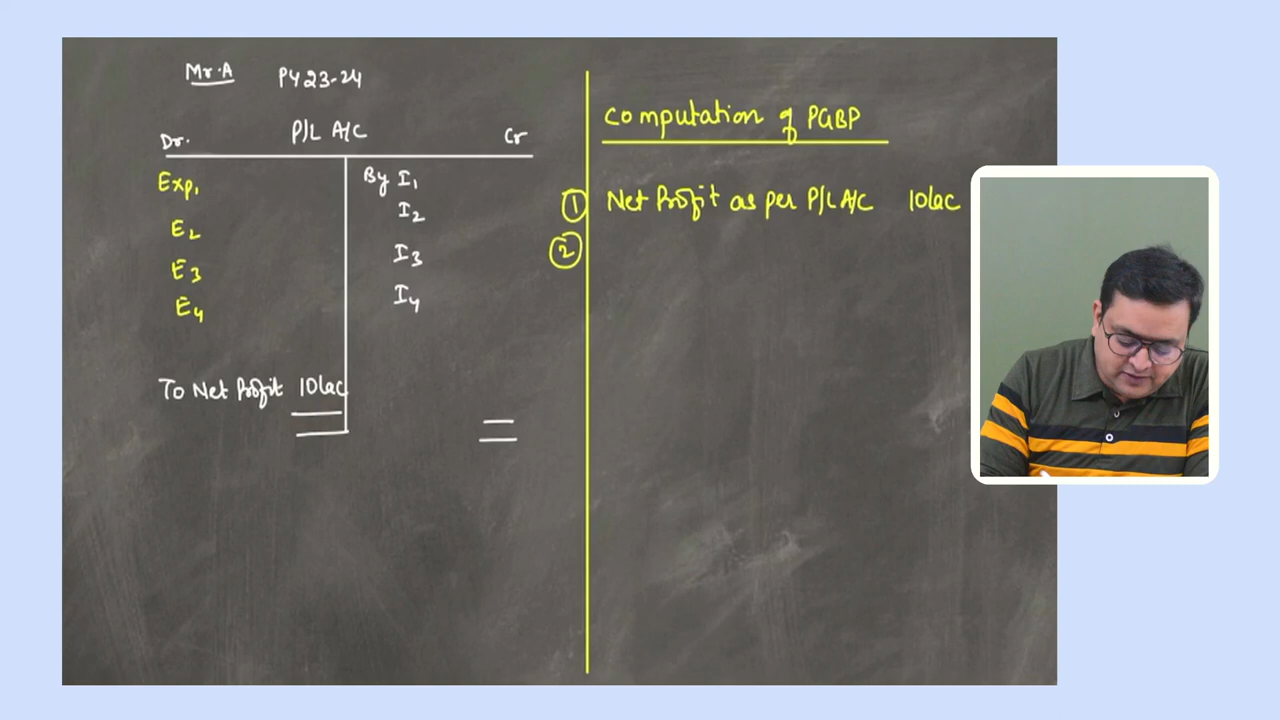 Mr.A PY 23-24
Dr. P/L A/C Cr
Exp1 By I1
E2 I2
E3 I3
E4 I4
To Net Profit 10lac
Computation of PGBP
1 Net Profit as per P/L A/C 10lac
2